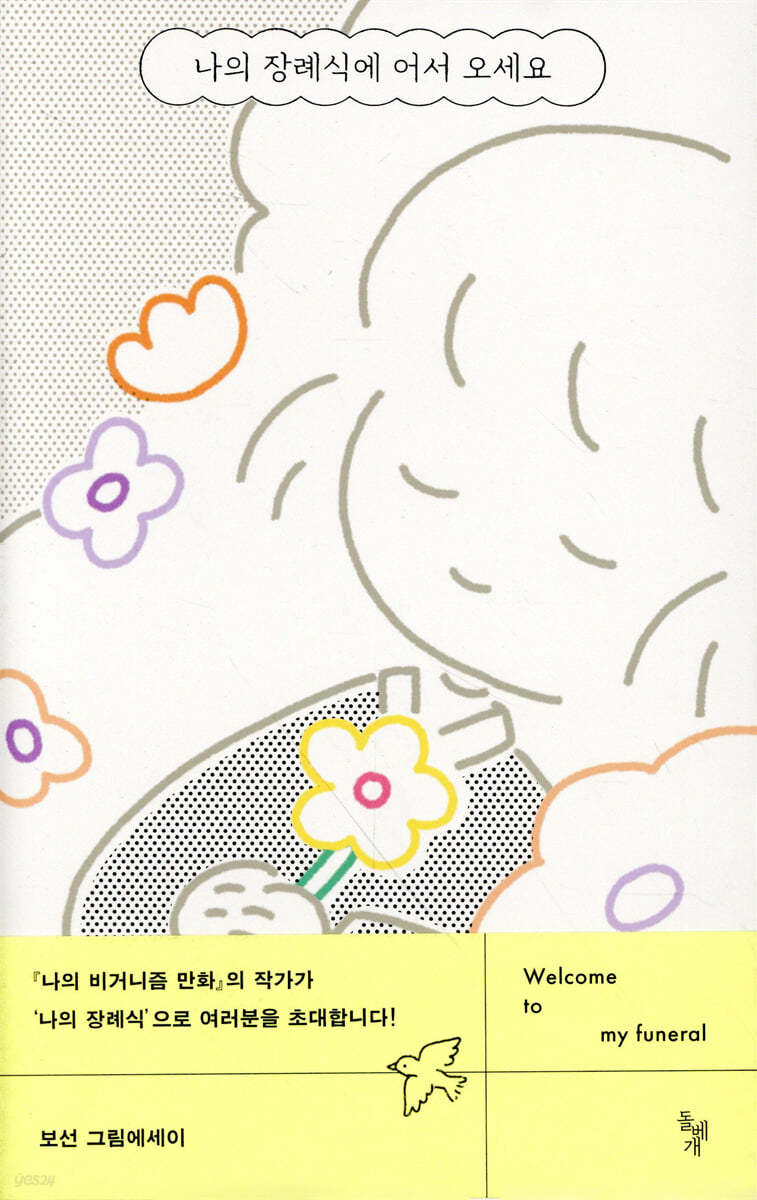 나의 장례식에 어서 오세요
『나의 비거니즘 만화』의 작가가
‘나의 장례식’으로 여러분을 초대합니다!
Welcome
to
my funeral
보선 그림에세이
돌베개
yes24